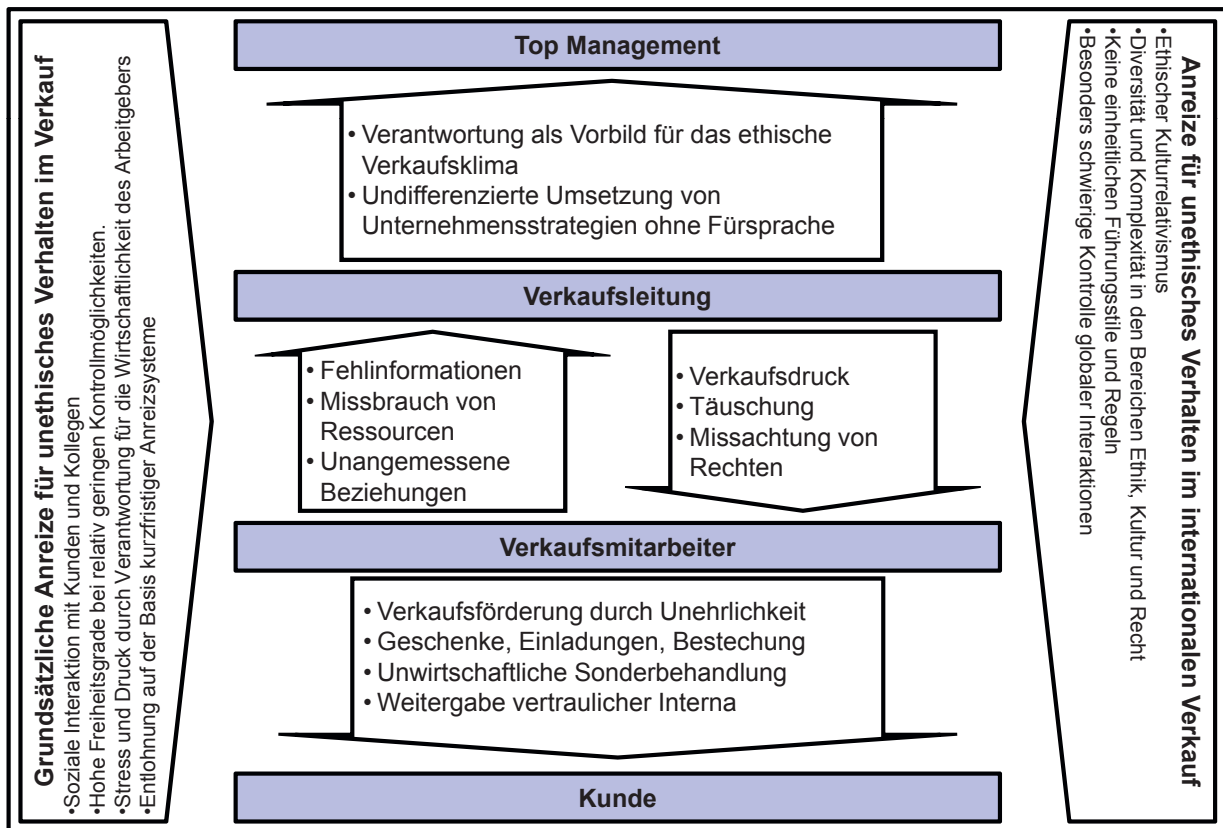 Grundsätzliche Anreize für unethisches Verhalten im Verkauf
•Soziale Interaktion mit Kunden und Kollegen
•Hohe Freiheitsgrade bei relativ geringen Kontrollmöglichkeiten.
•Stress und Druck durch Verantwortung für die Wirtschaftlichkeit des Arbeitgebers
•Entlohnung auf der Basis kurzfristiger Anreizsysteme
Top Management
• Verantwortung als Vorbild für das ethische
Verkaufsklima
• Undifferenzierte Umsetzung von
Unternehmensstrategien ohne Fürsprache
Verkaufsleitung
• Fehlinformationen
• Missbrauch von
Ressourcen
• Unangemessene
Beziehungen
• Verkaufsdruck
• Täuschung
• Missachtung von
Rechten
Verkaufsmitarbeiter
• Verkaufsförderung durch Unehrlichkeit
• Geschenke, Einladungen, Bestechung
• Unwirtschaftliche Sonderbehandlung
• Weitergabe vertraulicher Interna
Kunde
Anreize für unethisches Verhalten im internationalen Verkauf
•Ethischer Kulturrelativismus
•Diversität und Komplexität in den Bereichen Ethik, Kultur und Recht
•Keine einheitlichen Führungsstile und Regeln
•Besonders schwierige Kontrolle globaler Interaktionen